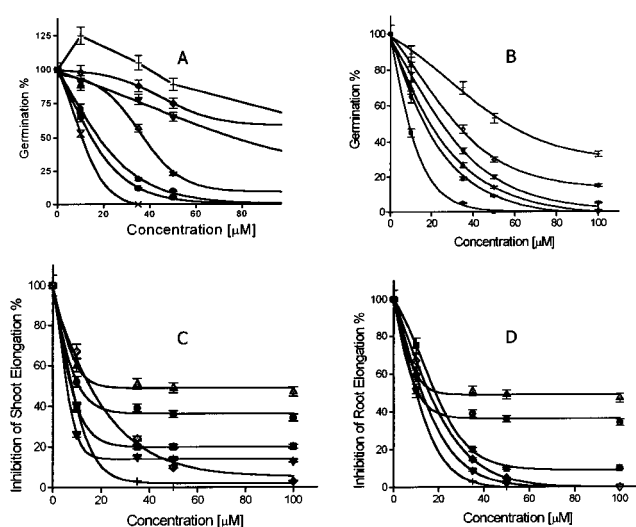 A
Germination %
125
100
75
50
25
0
0 20 40 60 80
Concentration [µM]
B
Germination %
100
80
60
40
20
0
0 20 40 60 80 100
Concentration [µM]
C
Inhibition of Shoot Elongation %
100
80
60
40
20
0
0 20 40 60 80 100
Concentration [µM]
D
Inhibition of Root Elongation %
100
80
60
40
20
0
0 20 40 60 80 100
Concentration [µM]